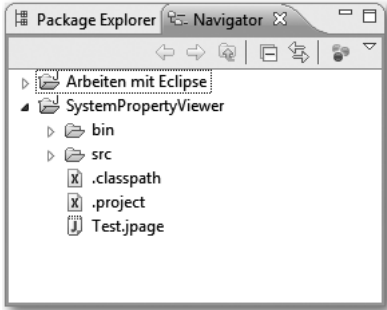 Package Explorer Navigator
Arbeiten mit Eclipse
SystemPropertyViewer
bin
src
.classpath
.project
Test.jpage